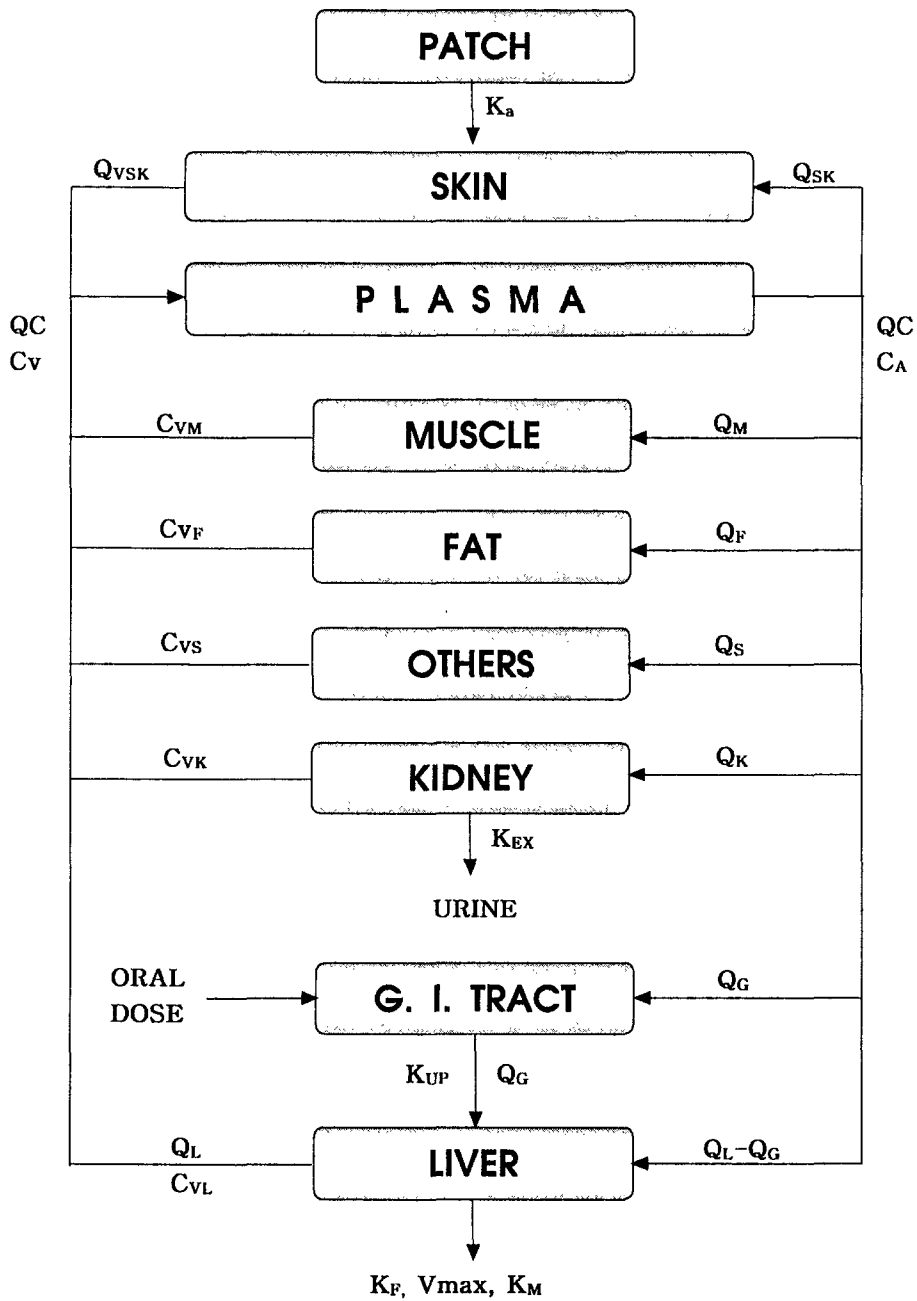 PATCH
Ka
QVSK
SKIN
QSK
P L A S M A
QC
Cv
QC
CA
CVM
MUSCLE
QM
CVF
FAT
QF
CVS
OTHERS
QS
CVK
KIDNEY
QK
KEX
URINE
ORAL
DOSE
G. I. TRACT
QG
KUP QG
QL
CVL
LIVER
QL-QG
KF, Vmax, KM